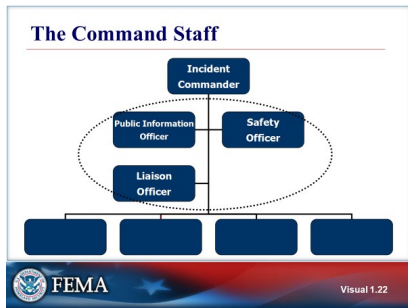 The Command Staff
Incident
Commander
Public Information
Officer
Safety
Officer
Liaison
Officer
FEMA
Visual 1.22